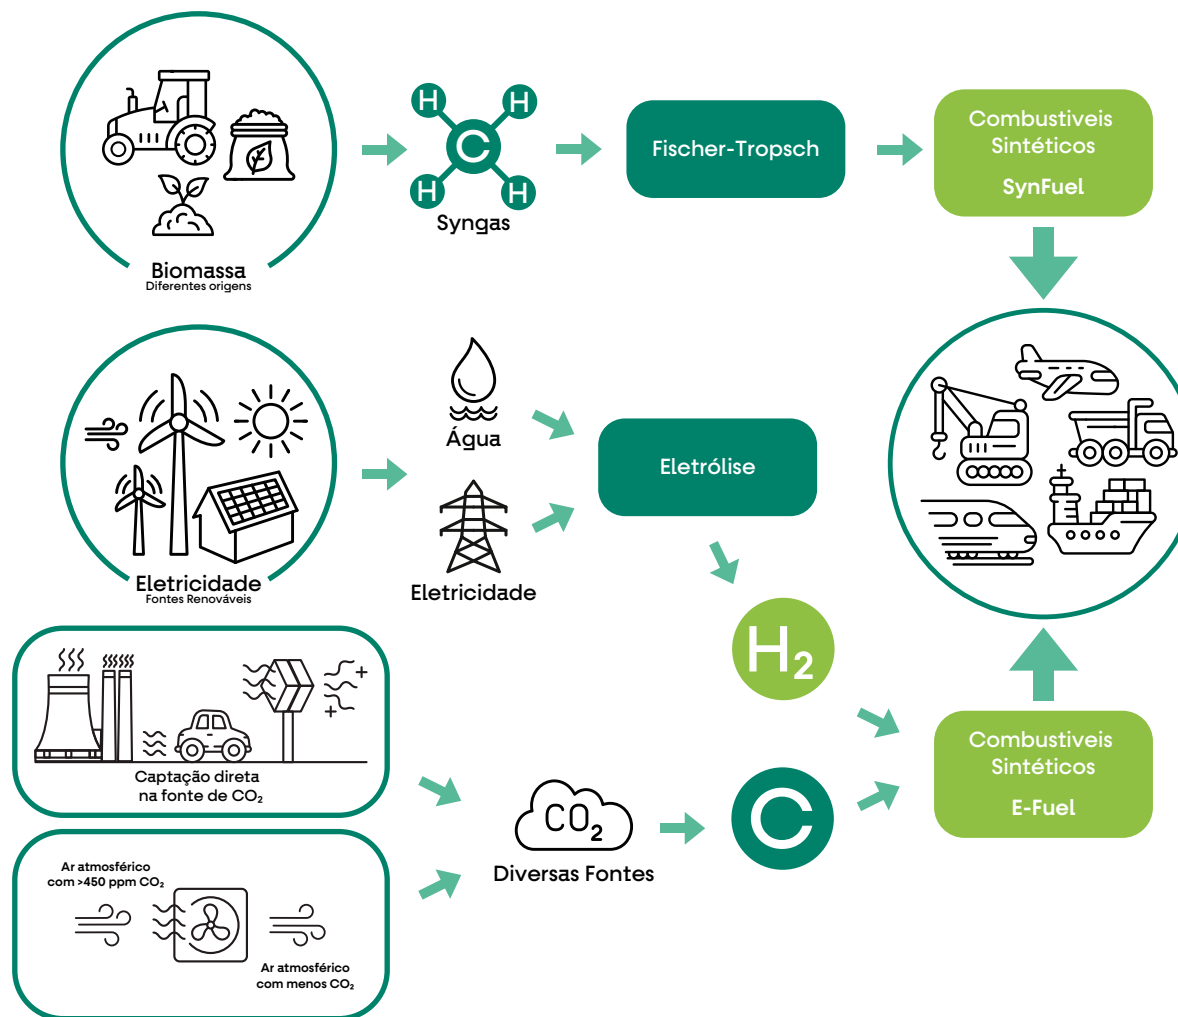 H
H
C
H
H
Syngas
Fischer-Tropsch
Combustiveis
Sintéticos
SynFuel
Biomassa
Diferentes origens
Água
Eletricidade
Eletrólise
Eletricidade
Fontes Renováveis
H₂
Captação direta
na fonte de CO₂
CO₂
Diversas Fontes
C
Combustiveis
Sintéticos
E-Fuel
Ar atmosférico
com >450 ppm CO₂
Ar atmosférico
com menos CO₂